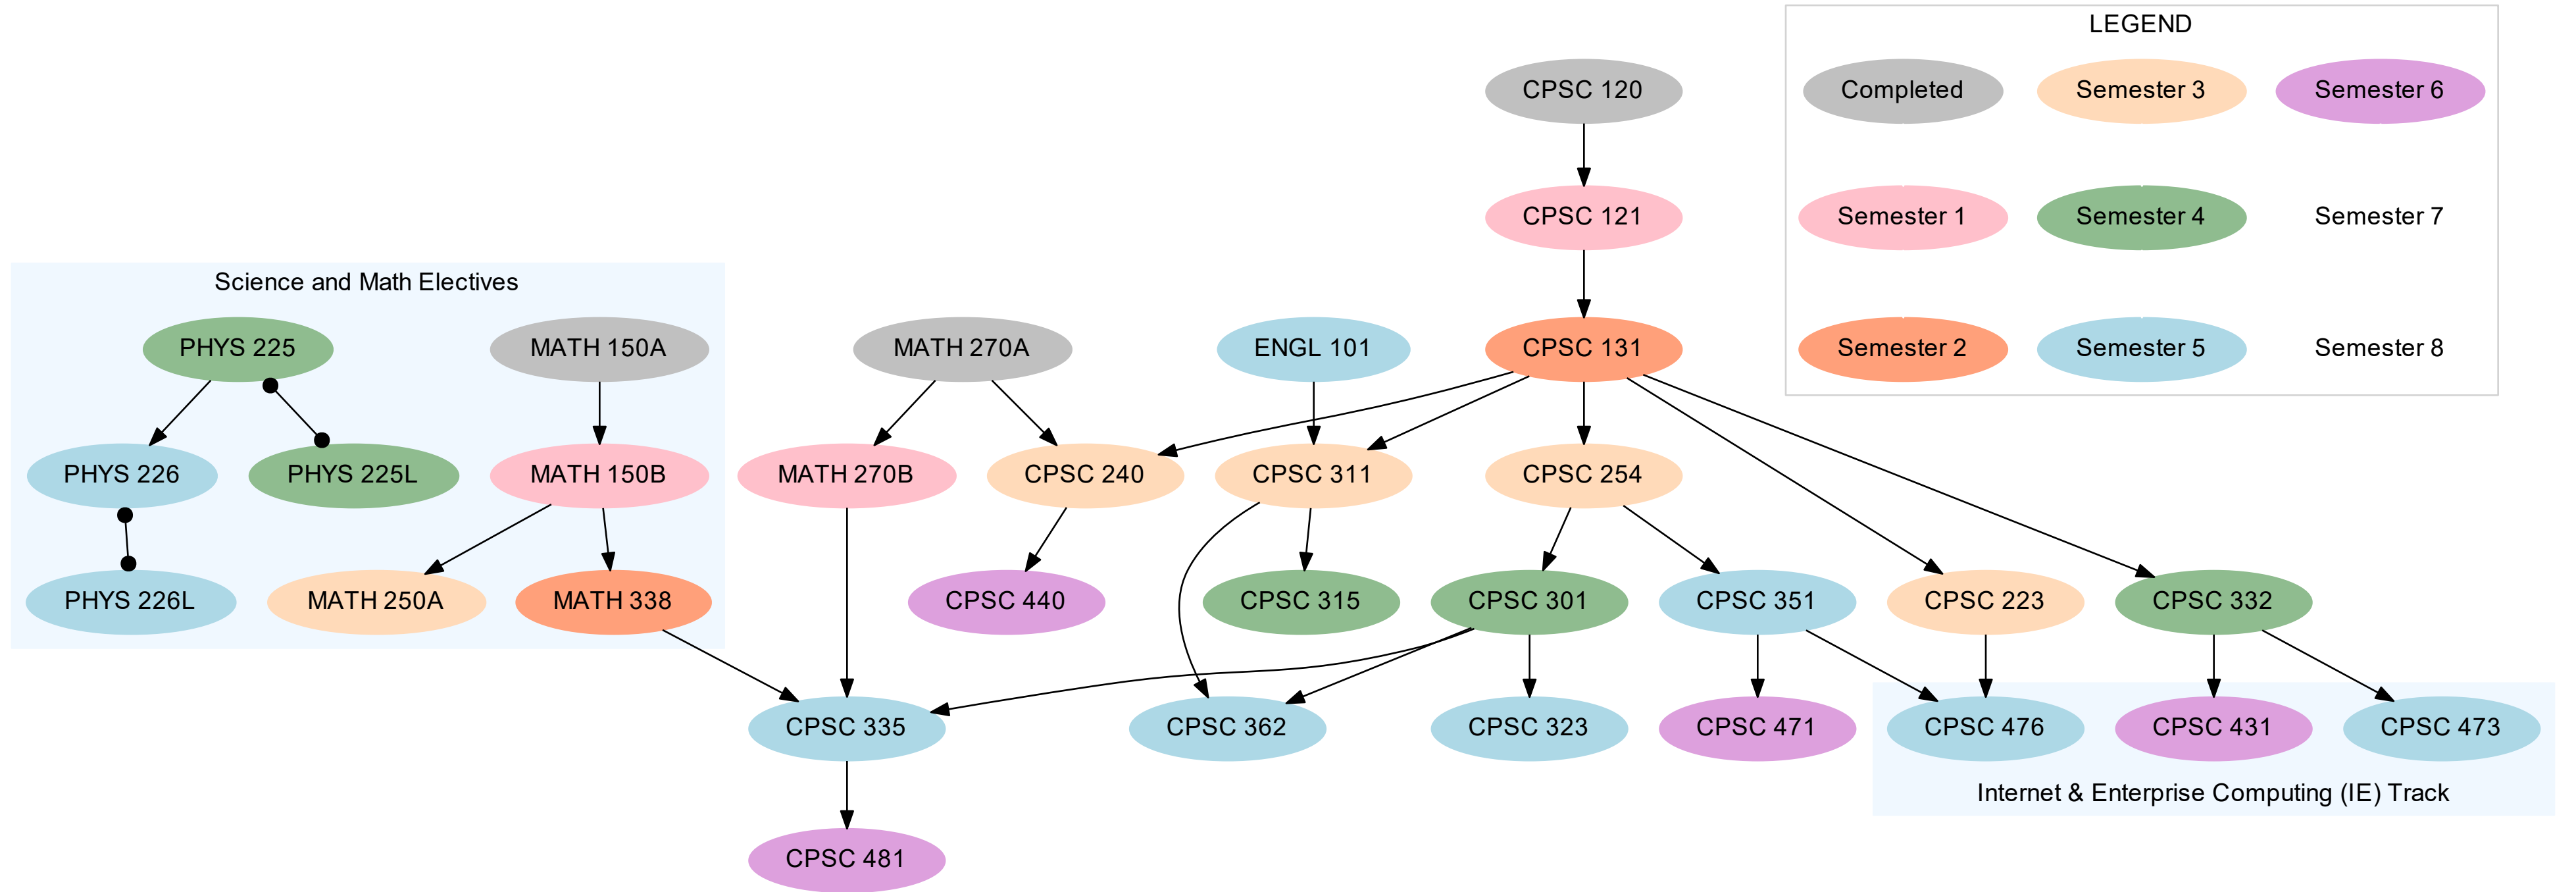 LEGEND
CPSC 120
Completed
Semester 3
Semester 6
CPSC 121
Semester 1
Semester 4
Semester 7
Science and Math Electives
PHYS 225
MATH 150A
MATH 270A
ENGL 101
CPSC 131
Semester 2
Semester 5
Semester 8
PHYS 226
PHYS 225L
MATH 150B
MATH 270B
CPSC 240
CPSC 311
CPSC 254
PHYS 226L
MATH 250A
MATH 338
CPSC 440
CPSC 315
CPSC 301
CPSC 351
CPSC 223
CPSC 332
CPSC 335
CPSC 362
CPSC 323
CPSC 471
CPSC 476
CPSC 431
CPSC 473
Internet & Enterprise Computing (IE) Track
CPSC 481